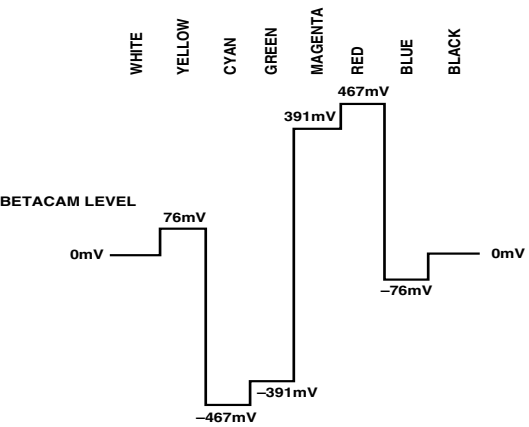 WHITE
YELLOW
CYAN
GREEN
MAGENTA
RED
BLUE
BLACK
467mV
391mV
BETACAM LEVEL
76mV
0mV
0mV
–76mV
–391mV
–467mV